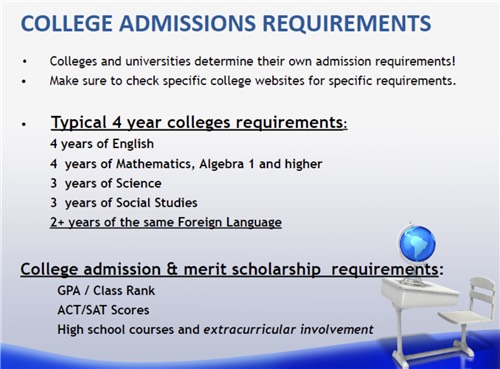 COLLEGE ADMISSIONS REQUIREMENTS
• Colleges and universities determine their own admission requirements!
• Make sure to check specific college websites for specific requirements.
• Typical 4 year colleges requirements:
4 years of English
4 years of Mathematics, Algebra 1 and higher
3 years of Science
3 years of Social Studies
2+ years of the same Foreign Language
College admission & merit scholarship requirements:
GPA / Class Rank
ACT/SAT Scores
High school courses and extracurricular involvement